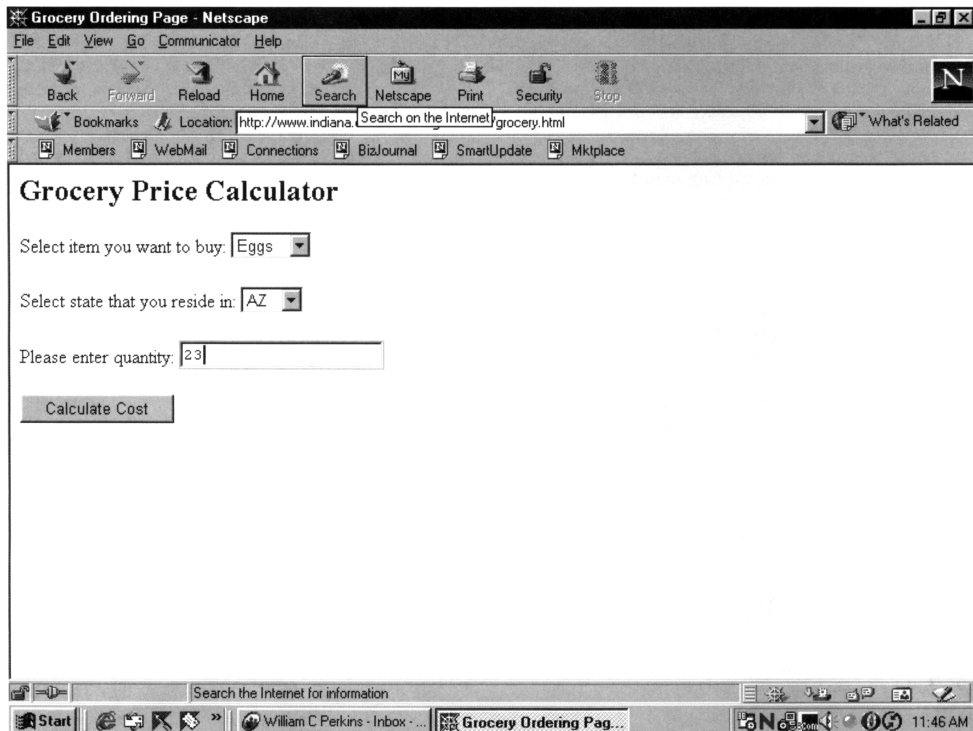 Grocery Ordering Page - Netscape
File Edit View Go Communicator Help
Back Forward Reload Home Search Netscape Print Security Stop
My
N
Bookmarks Location: http://www.indiana. /grocery.html What's Related
Search on the Internet
Members WebMail Connections BizJournal SmartUpdate Mktplace
Grocery Price Calculator
Select item you want to buy: Eggs
Select state that you reside in: AZ
Please enter quantity: 23
Calculate Cost
Search the Internet for information
Start » William C Perkins - Inbox - ... Grocery Ordering Pag... N 11:46 AM